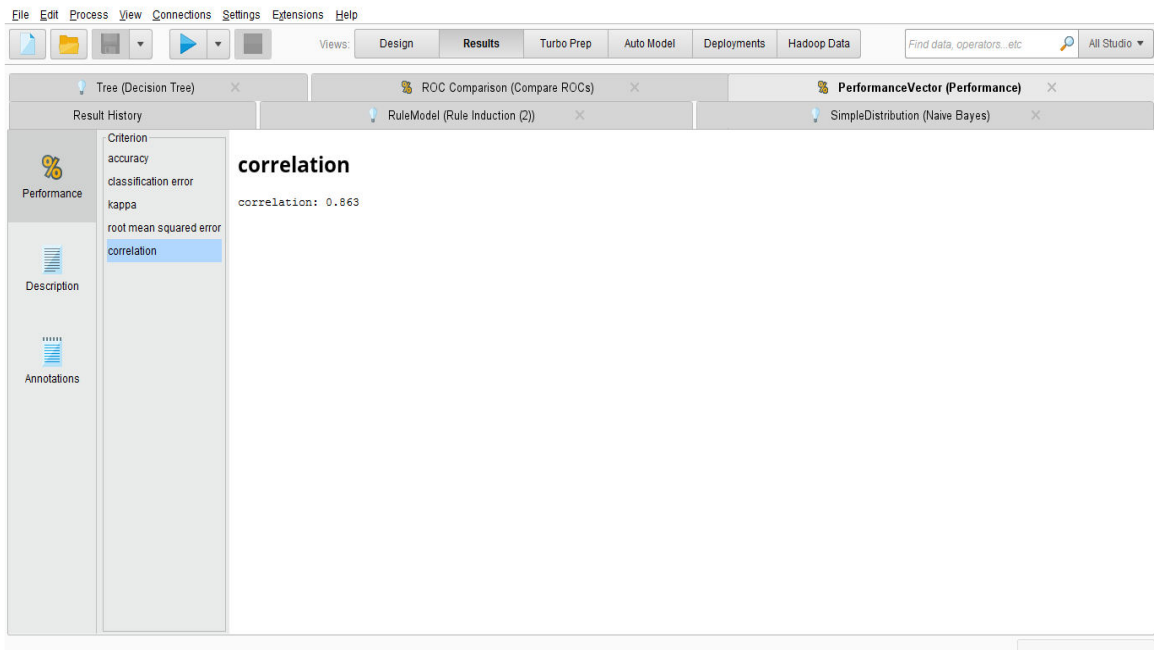 File Edit Process View Connections Settings Extensions Help
Views: Design Results Turbo Prep Auto Model Deployments Hadoop Data Find data, operators...etc All Studio
Tree (Decision Tree) ROC Comparison (Compare ROCs) PerformanceVector (Performance)
Result History RuleModel (Rule Induction (2)) SimpleDistribution (Naive Bayes)
% Performance
Description
Annotations
Criterion
accuracy
classification error
kappa
root mean squared error
correlation
correlation
correlation: 0.863